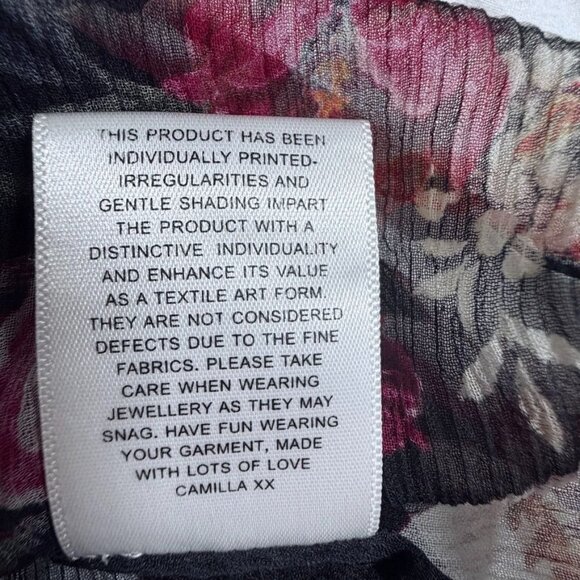 THIS PRODUCT HAS BEEN
INDIVIDUALLY PRINTED-
IRREGULARITIES AND
GENTLE SHADING IMPART
THE PRODUCT WITH A
DISTINCTIVE INDIVIDUALITY
AND ENHANCE ITS VALUE
AS A TEXTILE ART FORM.
THEY ARE NOT CONSIDERED
DEFECTS DUE TO THE FINE
FABRICS. PLEASE TAKE
CARE WHEN WEARING
JEWELLERY AS THEY MAY
SNAG. HAVE FUN WEARING
YOUR GARMENT, MADE
WITH LOTS OF LOVE
CAMILLA XX